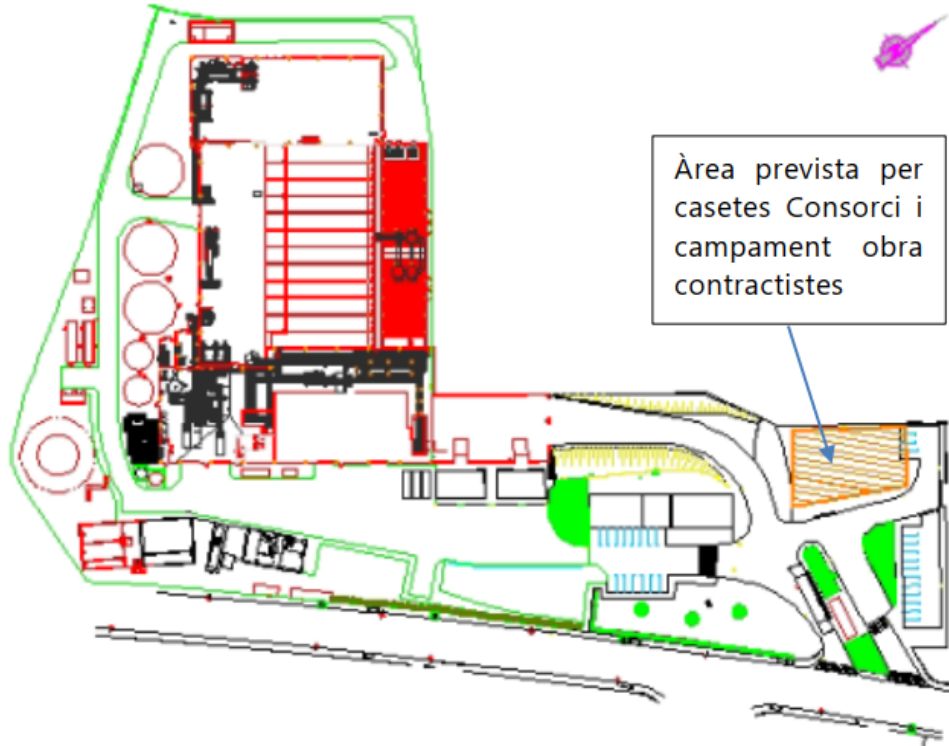 Àrea prevista per
casetes Consorci i
campament obra
contractistes